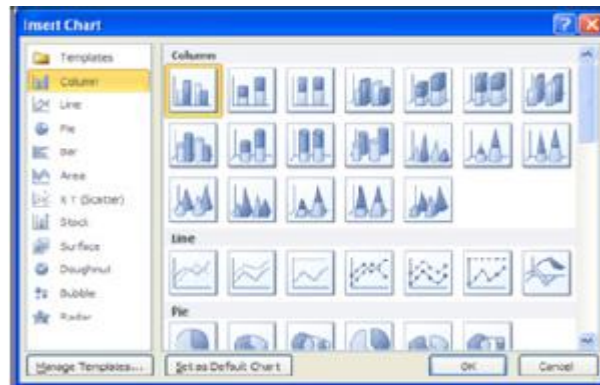 Insert Chart
Templates
Column
Line
Pie
Bar
Area
X Y (Scatter)
Stock
Surface
Doughnut
Bubble
Radar
Column
Line
Pie
Manage Templates...
Set as Default Chart
OK
Cancel